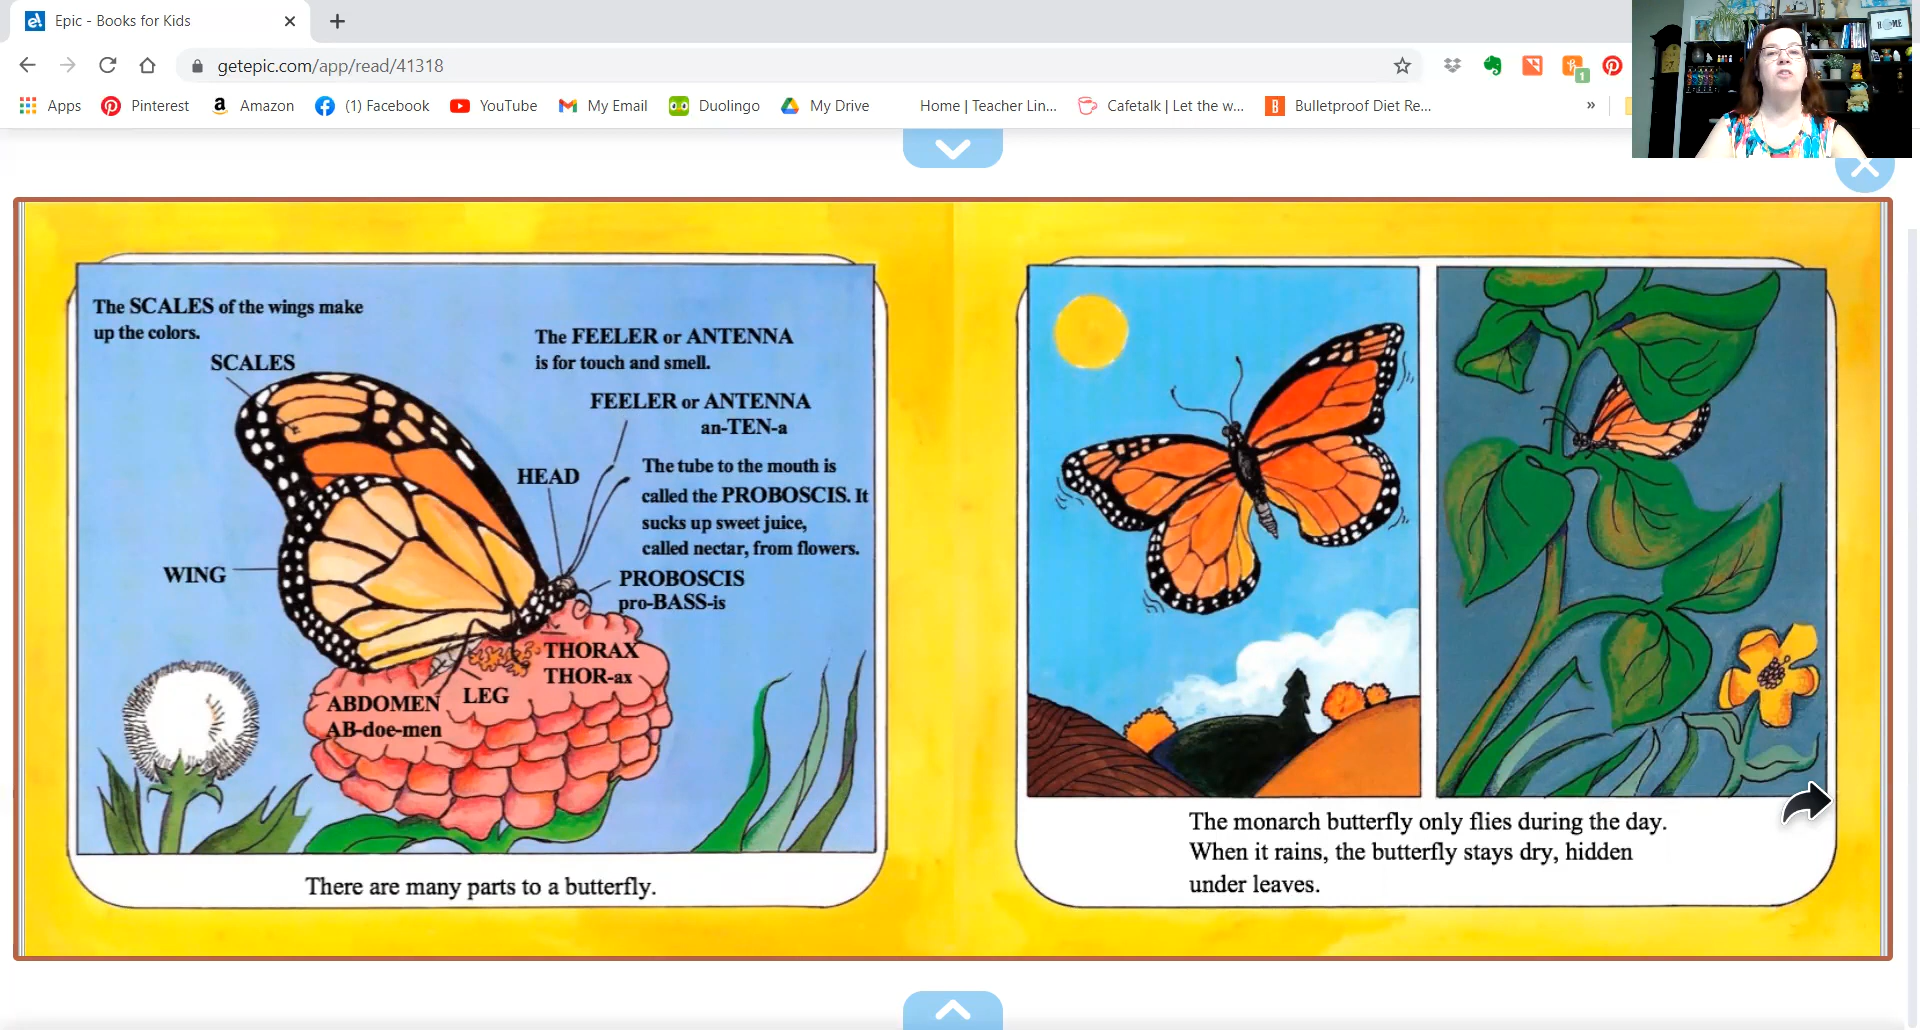 Epic - Books for Kids
getepic.com/app/read/41318
1
Apps Pinterest Amazon (1) Facebook YouTube My Email Duolingo My Drive Home | Teacher Lin... Cafetalk | Let the w... Bulletproof Diet Re... »
HOME
The SCALES of the wings make
up the colors.
SCALES
The FEELER or ANTENNA
is for touch and smell.
FEELER or ANTENNA
an-TEN-a
HEAD
The tube to the mouth is
called the PROBOSCIS. It
sucks up sweet juice,
called nectar, from flowers.
WING
PROBOSCIS
pro-BASS-is
THORAX
THOR-ax
LEG
ABDOMEN
AB-doe-men
There are many parts to a butterfly.
The monarch butterfly only flies during the day.
When it rains, the butterfly stays dry, hidden
under leaves.